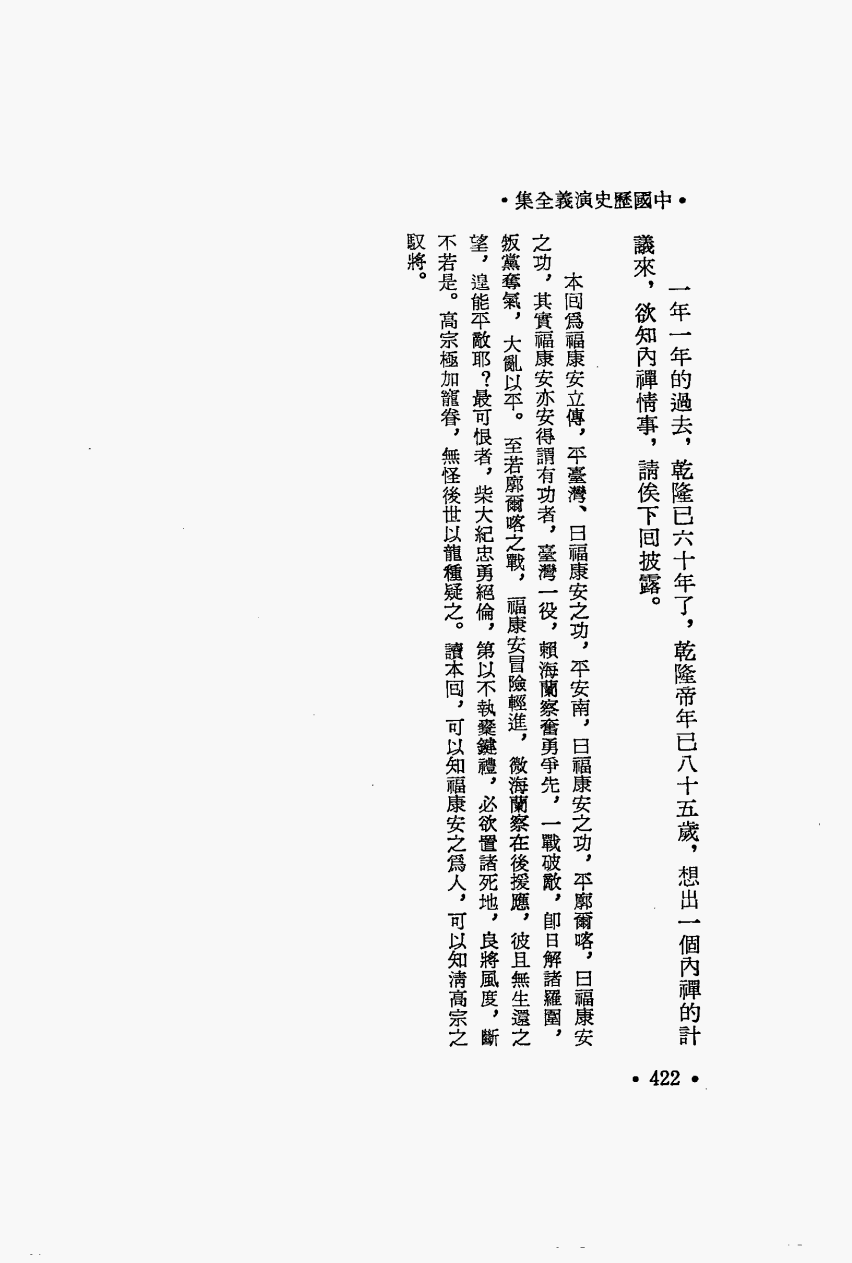 •中國歷史演義全集•
一年一年的過去，乾隆已六十年了，乾隆帝年已八十五歲，想出一個內禪的計
議來，欲知內禪情事，請俟下回披露。
本回爲福康安立傳，平臺灣、曰福康安之功，平安南，曰福康安之功，平廓爾喀，曰福康安
之功，其實福康安亦安得謂有功者，臺灣一役，賴海蘭察奮勇爭先，一戰破敵，卽日解諸羅圍，
叛黨奪氣，大亂以平。至若廓爾喀之戰，福康安冒險輕進，微海蘭察在後援應，彼且無生還之
望，遑能平敵耶？最可恨者，柴大紀忠勇絕倫，第以不執櫜鍵禮，必欲置諸死地，良將風度，斷
不若是。高宗極加寵眷，無怪後世以龍種疑之。讀本回，可以知福康安之爲人，可以知清高宗之
馭將。
• 422 •